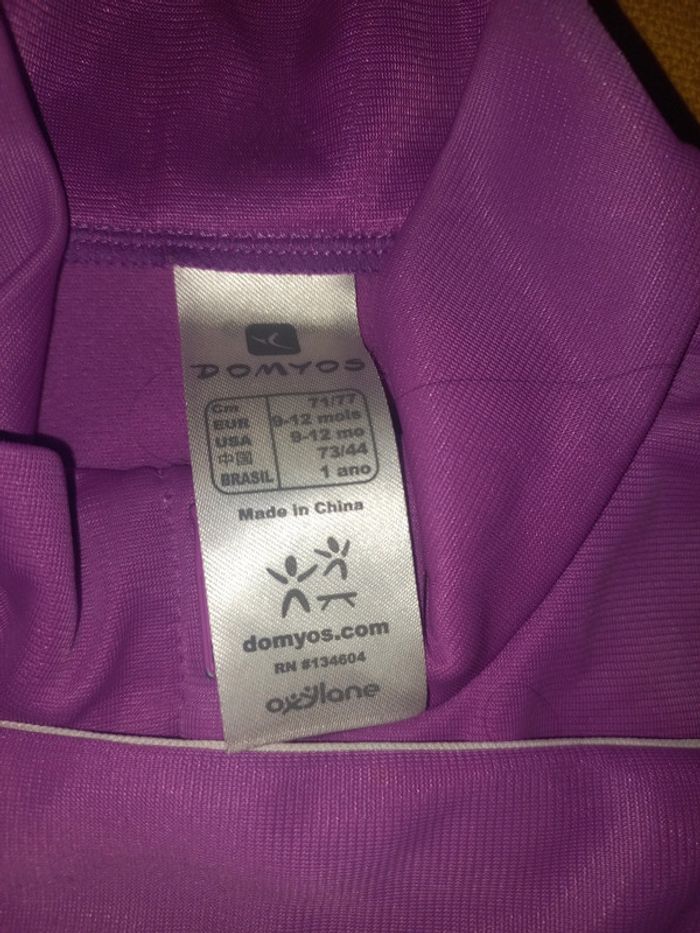 DOMYOS
Cm 71/77
EUR 9-12 mois
USA 9-12 mo
中国 73/44
BRASIL 1 ano
Made in China
domyos.com
RN #134604
oxylane